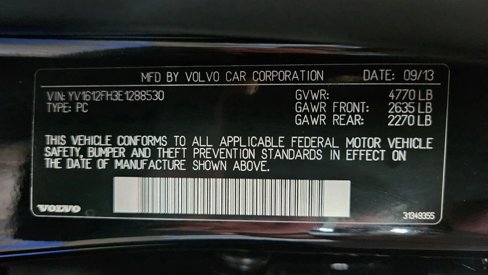 MFD BY VOLVO CAR CORPORATION DATE: 09/13
VIN: YV1612FH3E1288530 GVWR: 4770 LB
TYPE: PC GAWR FRONT: 2635 LB
GAWR REAR: 2270 LB
THIS VEHICLE CONFORMS TO ALL APPLICABLE FEDERAL MOTOR VEHICLE
SAFETY, BUMPER AND THEFT PREVENTION STANDARDS IN EFFECT ON
THE DATE OF MANUFACTURE SHOWN ABOVE.
VOLVO 31349355